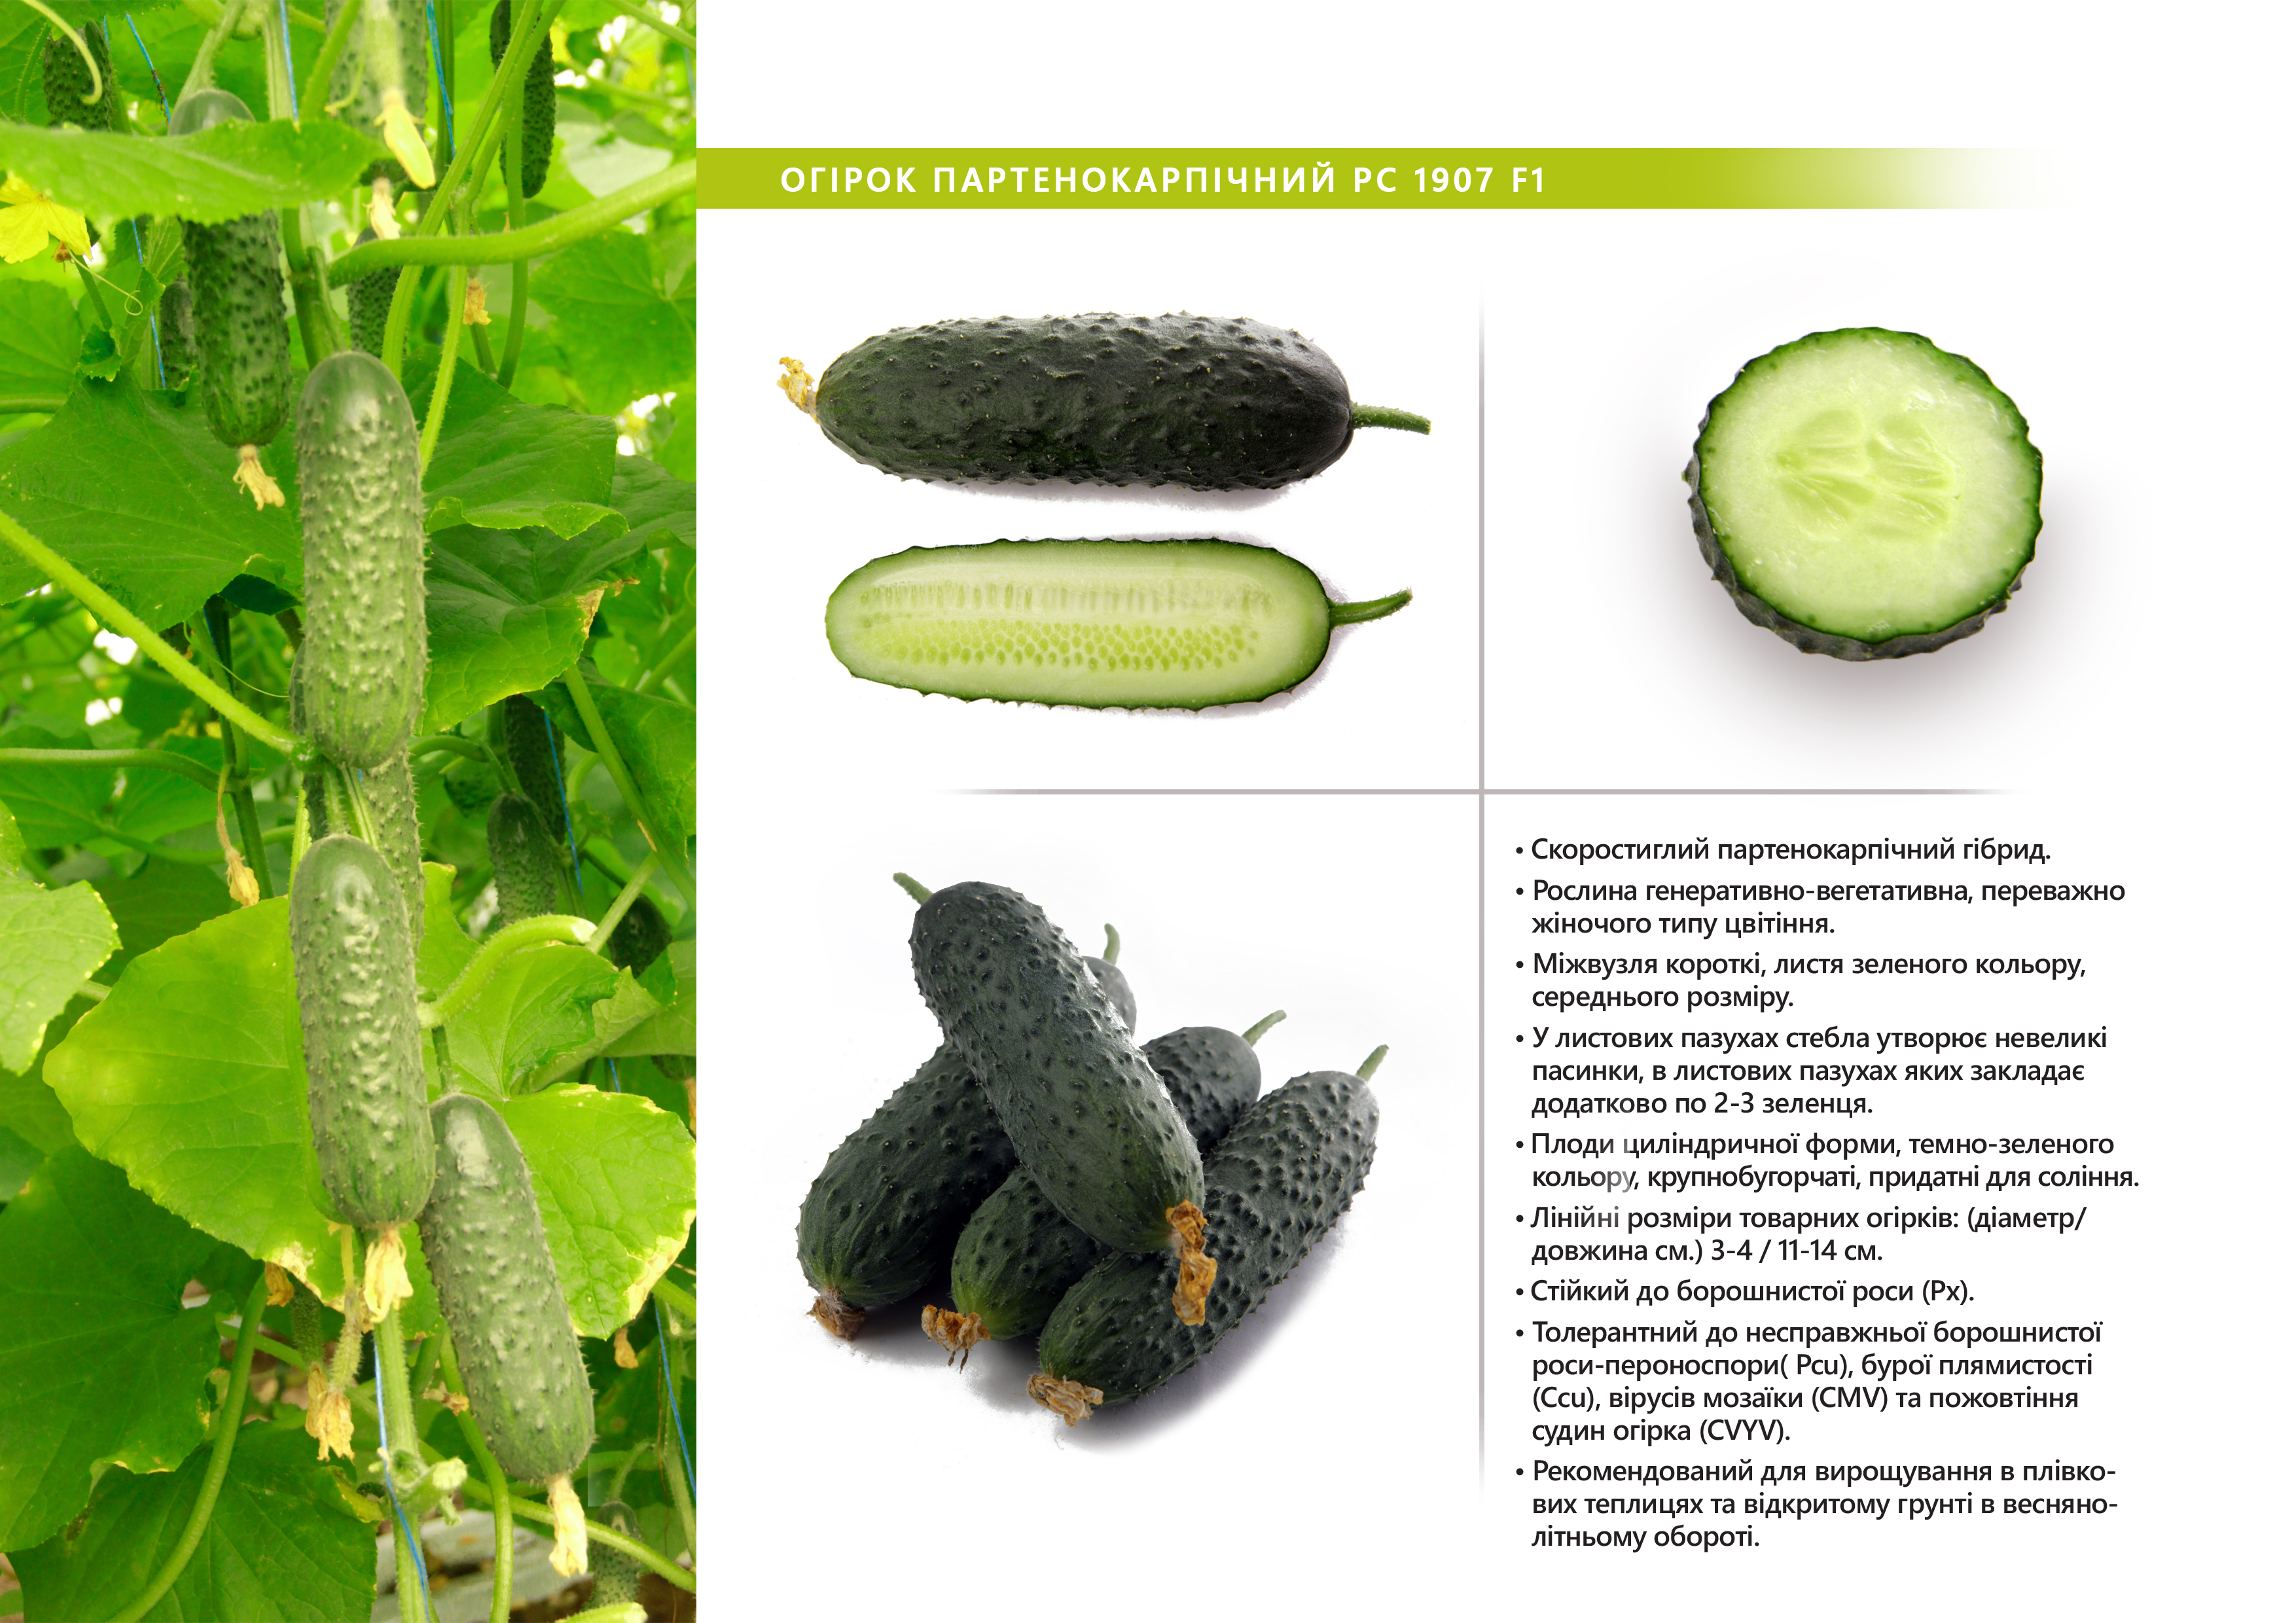 ОГІРОК ПАРТЕНОКАРПІЧНИЙ РС 1907 F1
• Скоростиглий партенокарпічний гібрид.
• Рослина генеративно-вегетативна, переважно
жіночого типу цвітіння.
• Міжвузля короткі, листя зеленого кольору,
середнього розміру.
• У листових пазухах стебла утворює невеликі
пасинки, в листових пазухах яких закладає
додатково по 2-3 зеленця.
• Плоди циліндричної форми, темно-зеленого
кольору, крупнобугорчаті, придатні для соління.
• Лінійні розміри товарних огірків: (діаметр/
довжина см.) 3-4 / 11-14 см.
• Стійкий до борошнистої роси (Px).
• Толерантний до несправжньої борошнистої
роси-пероноспори( Pcu), бурої плямистості
(Ccu), вірусів мозаїки (CMV) та пожовтіння
судин огірка (CVYV).
• Рекомендований для вирощування в плівко-
вих теплицях та відкритому грунті в весняно-
літньому обороті.